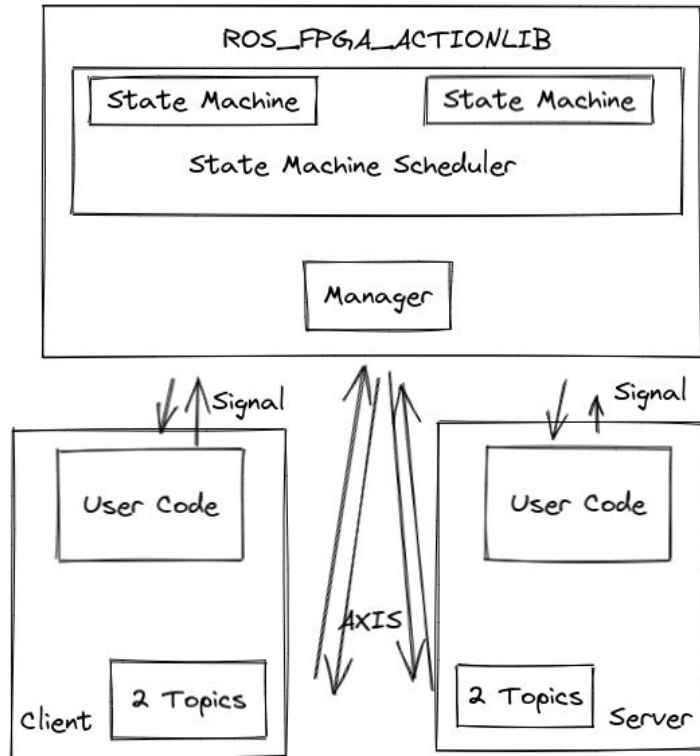 ROS_FPGA_ACTIONLIB
State Machine
State Machine
State Machine Scheduler
Manager
Signal
Signal
User Code
User Code
AXIS
2 Topics
Client
2 Topics
Server